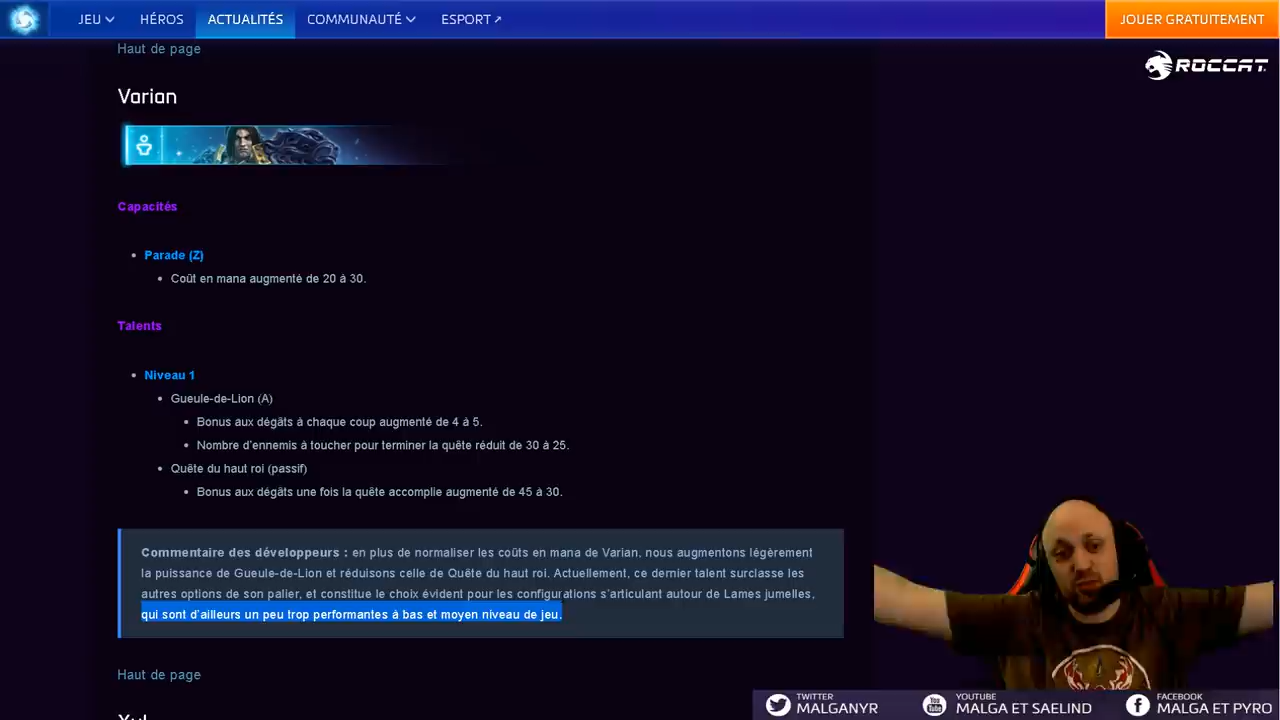 JEU
HÉROS
ACTUALITÉS
COMMUNAUTÉ
ESPORT
JOUER GRATUITEMENT
Haut de page
ROCCAT
Varian
Capacités
Parade (Z)
Coût en mana augmenté de 20 à 30.
Talents
Niveau 1
Gueule-de-Lion (A)
Bonus aux dégâts à chaque coup augmenté de 4 à 5.
Nombre d'ennemis à toucher pour terminer la quête réduit de 30 à 25.
Quête du haut roi (passif)
Bonus aux dégâts une fois la quête accomplie augmenté de 45 à 30.
Commentaire des développeurs : en plus de normaliser les coûts en mana de Varian, nous augmentons légèrement
la puissance de Gueule-de-Lion et réduisons celle de Quête du haut roi. Actuellement, ce dernier talent surclasse les
autres options de son palier, et constitue le choix évident pour les configurations s'articulant autour de Lames jumelles,
qui sont d'ailleurs un peu trop performantes à bas et moyen niveau de jeu.
Haut de page
TWITTER
MALGANYR
YOUTUBE
MALGA ET SAELIND
FACEBOOK
MALGA ET PYRO